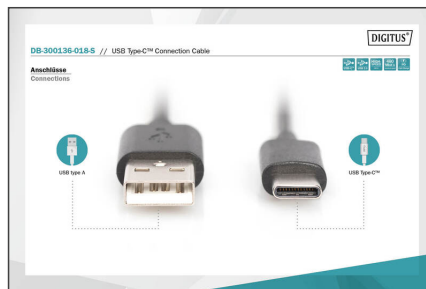 DIGITUS®
DB-300136-018-S // USB Type-C™ Connection Cable
Anschlüsse
Connections
USB type A
USB Type-C™